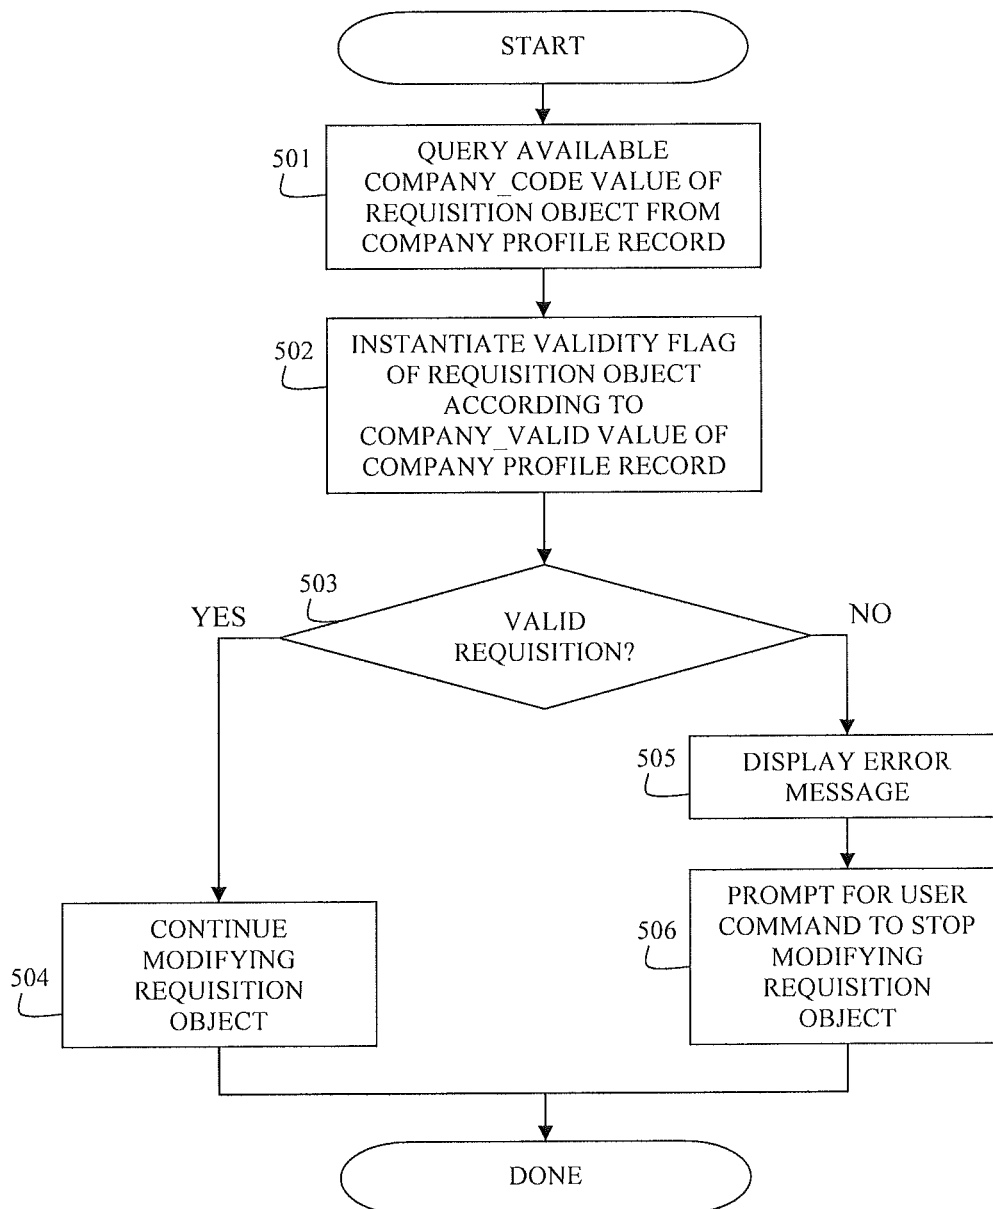 START
501
QUERY AVAILABLE
COMPANY_CODE VALUE OF
REQUISITION OBJECT FROM
COMPANY PROFILE RECORD
502
INSTANTIATE VALIDITY FLAG
OF REQUISITION OBJECT
ACCORDING TO
COMPANY_VALID VALUE OF
COMPANY PROFILE RECORD
503
YES
NO
VALID
REQUISITION?
505
DISPLAY ERROR
MESSAGE
504
CONTINUE
MODIFYING
REQUISITION
OBJECT
506
PROMPT FOR USER
COMMAND TO STOP
MODIFYING
REQUISITION
OBJECT
DONE